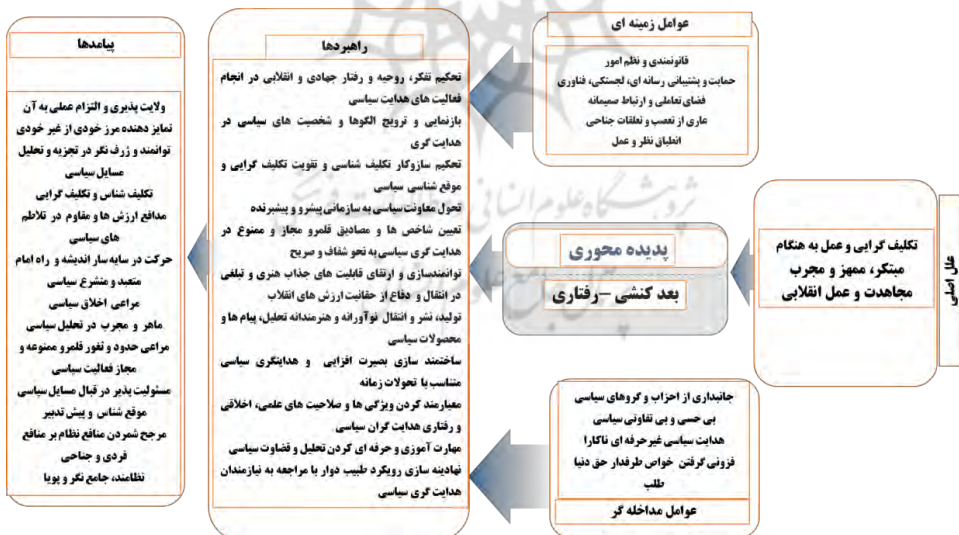 علل اصلی
تکلیف گرایی و عمل به هنگام
مبتکر، ممهز و مجرب
مجاهدت و عمل انقلابی
عوامل زمینه ای
قانونمندی و نظم امور
حمایت و پشتیبانی رسانه ای، لجستکی، فناوری
فضای تعاملی و ارتباط صمیمانه
عاری از تعصب و تعلقات جناحی
انطباق نظر و عمل
پدیده محوری
بعد کنشی –رفتاری
جانبداری از احزاب و گروهای سیاسی
بی حسی و بی تفاوتی سیاسی
هدایت سیاسی غیرحرفه ای ناکارا
فزونی گرفتن خواص طرفدار حق دنیا
طلب
عوامل مداخله گر
راهبردها
تحکیم تفکر، روحیه و رفتار جهادی و انقلابی در انجام
فعالیت های هدایت سیاسی
بازنمایی و ترویج الگوها و شخصیت های سیاسی در
هدایت گری
تحکیم سازوکار تکلیف شناسی و تقویت تکلیف گرایی و
موقع شناسی سیاسی
تحول معاونت سیاسی به سازمانی پیشرو و پیشبرنده
تعیین شاخص ها و مصادیق قلمرو مجاز و ممنوع در
هدایت گری سیاسی به نحو شفاف و صریح
توانمندسازی و ارتقای قابلیت های جذاب هنری و تبلغی
در انتقال و دفاع از حقانیت ارزش های انقلاب
تولید، نشر و انتقال نوآورانه و هنرمندانه تحلیل، پیام ها و
محصولات سیاسی
ساختمند سازی بصیرت افزایی و هداینگری سیاسی
متناسب با تحولات زمانه
معیارمند کردن ویژگی ها و صلاحیت های علمی، اخلاقی
و رفتاری هدایت گران سیاسی
مهارت آموزی و حرفه ای کردن تحلیل و قضاوت سیاسی
نهادینه سازی رویکرد طبیب دوار با مراجعه به نیازمندان
هدایت گری سیاسی
پیامدها
ولایت پذیری و التزام عملی به آن
تمایز دهنده مرز خودی از غیر خودی
توانمند و ژرف نگر در تجزیه و تحلیل
مسایل سیاسی
تکلیف شناس و تکلیف گرایی
مدافع ارزش ها و مقاوم در تلاطم
های سیاسی
حرکت در سایه سار اندیشه و راه امام
متعبد و متشرع سیاسی
مراعی اخلاق سیاسی
ماهر و مجرب در تحلیل سیاسی
مراعی حدود و ثغور قلمرو ممنوعه و
مجاز فعالیت سیاسی
مسئولیت پذیر در قبال مسایل سیاسی
موقع شناس و پیش تدبیر
مرجح شمردن منافع نظام بر منافع
فردی و جناحی
نظامند، جامع نگر و پویا
پژوهشگاه علوم انسانی و